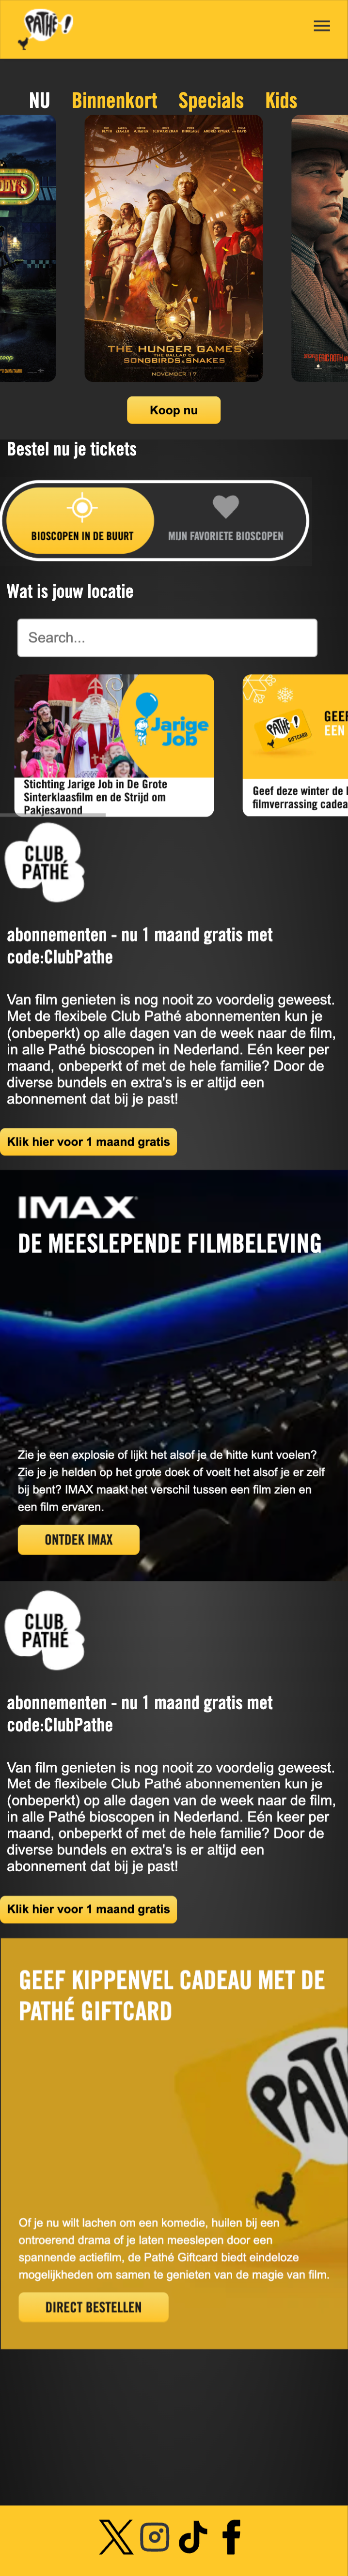 PATHÉ!
NU Binnenkort Specials Kids
DDY'S
THE HUNGER GAMES
THE BALLAD OF
SONGBIRDS & SNAKES
NOVEMBER 17
Koop nu
Bestel nu je tickets
BIOSCOPEN IN DE BUURT MIJN FAVORIETE BIOSCOPEN
Wat is jouw locatie
Search...
Jarige
Job
Stichting Jarige Job in De Grote
Sinterklaasfilm en de Strijd om
Pakjesavond
PATHÉ!
GIFTCARD
GEEF
EEN
Geef deze winter de
filmverrassing cadea
CLUB
PATHÉ
abonnementen - nu 1 maand gratis met
code:ClubPathe
Van film genieten is nog nooit zo voordelig geweest.
Met de flexibele Club Pathé abonnementen kun je
(onbeperkt) op alle dagen van de week naar de film,
in alle Pathé bioscopen in Nederland. Eén keer per
maand, onbeperkt of met de hele familie? Door de
diverse bundels en extra's is er altijd een
abonnement dat bij je past!
Klik hier voor 1 maand gratis
IMAX
DE MEESLEPENDE FILMBELEVING
Zie je een explosie of lijkt het alsof je de hitte kunt voelen?
Zie je je helden op het grote doek of voelt het alsof je er zelf
bij bent? IMAX maakt het verschil tussen een film zien en
een film ervaren.
ONTDEK IMAX
CLUB
PATHÉ
abonnementen - nu 1 maand gratis met
code:ClubPathe
Van film genieten is nog nooit zo voordelig geweest.
Met de flexibele Club Pathé abonnementen kun je
(onbeperkt) op alle dagen van de week naar de film,
in alle Pathé bioscopen in Nederland. Eén keer per
maand, onbeperkt of met de hele familie? Door de
diverse bundels en extra's is er altijd een
abonnement dat bij je past!
Klik hier voor 1 maand gratis
GEEF KIPPENVEL CADEAU MET DE
PATHÉ GIFTCARD
PATH
Of je nu wilt lachen om een komedie, huilen bij een
ontroerend drama of je laten meeslepen door een
spannende actiefilm, de Pathé Giftcard biedt eindeloze
mogelijkheden om samen te genieten van de magie van film.
DIRECT BESTELLEN